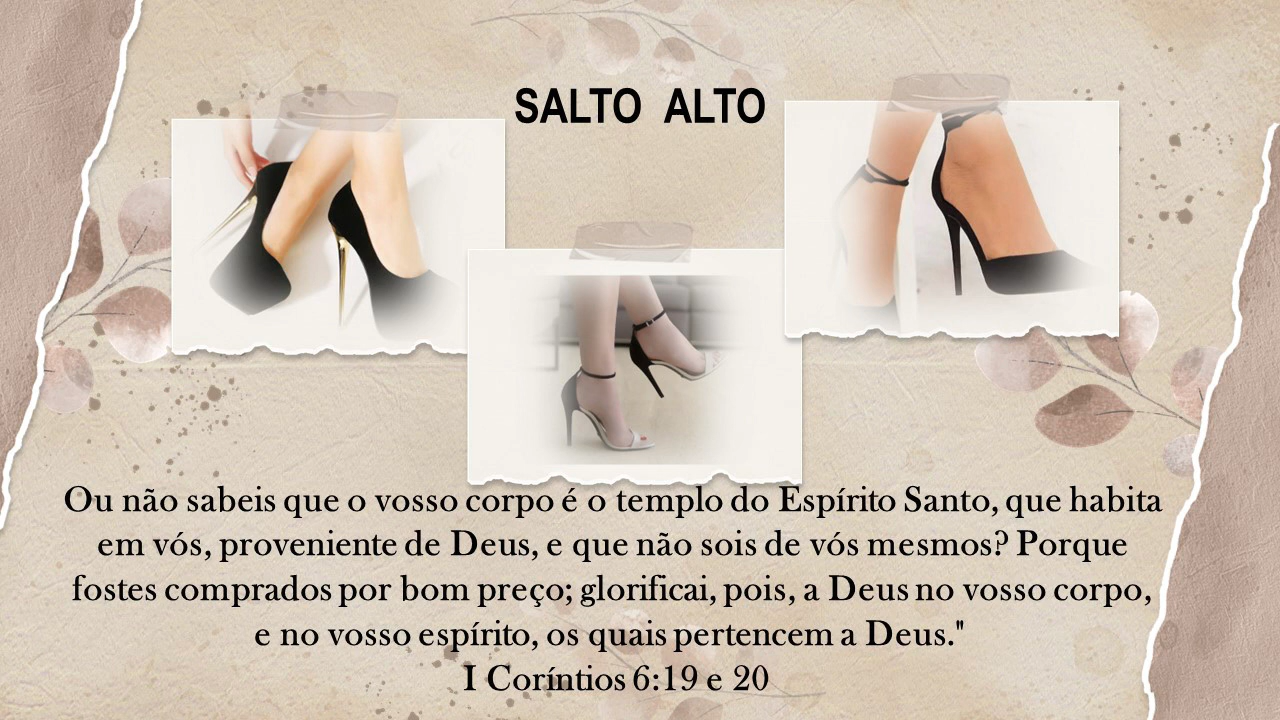 SALTO ALTO
Ou não sabeis que o vosso corpo é o templo do Espírito Santo, que habita
em vós, proveniente de Deus, e que não sois de vós mesmos? Porque
fostes comprados por bom preço; glorificai, pois, a Deus no vosso corpo,
e no vosso espírito, os quais pertencem a Deus."
I Coríntios 6:19 e 20